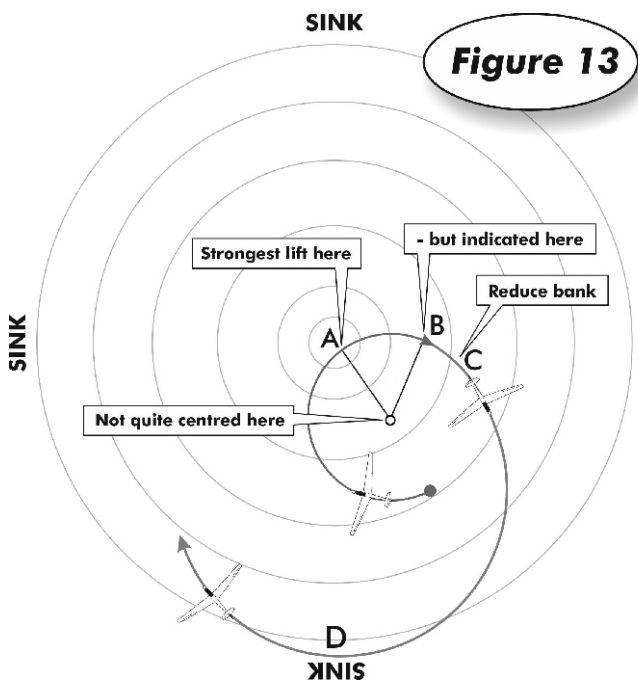 SINK
Figure 13
Strongest lift here
- but indicated here
Reduce bank
SINK
A
B
C
Not quite centred here
D
SINK